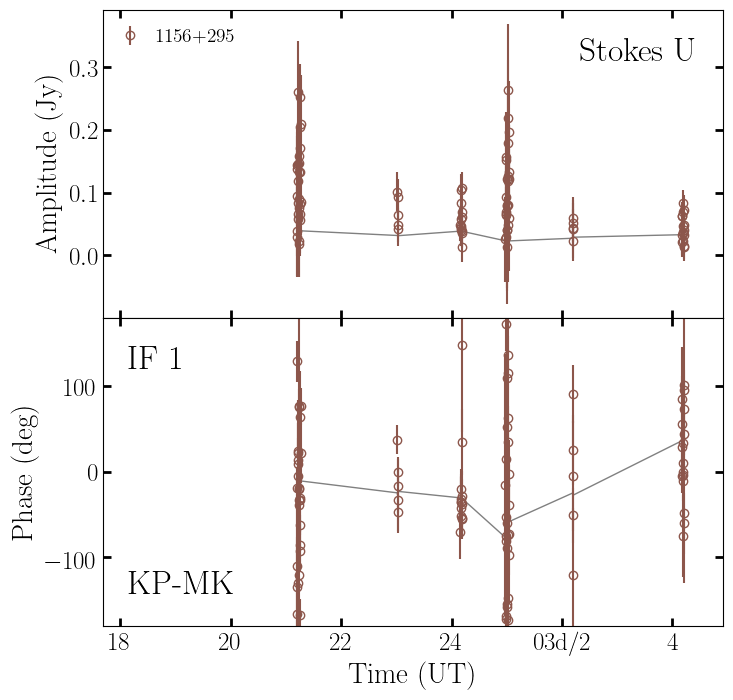 1156+295
Stokes U
Amplitude (Jy)
0.3
0.2
0.1
0.0
IF 1
KP-MK
Phase (deg)
100
0
−100
18 20 22 24 03d/2 4
Time (UT)